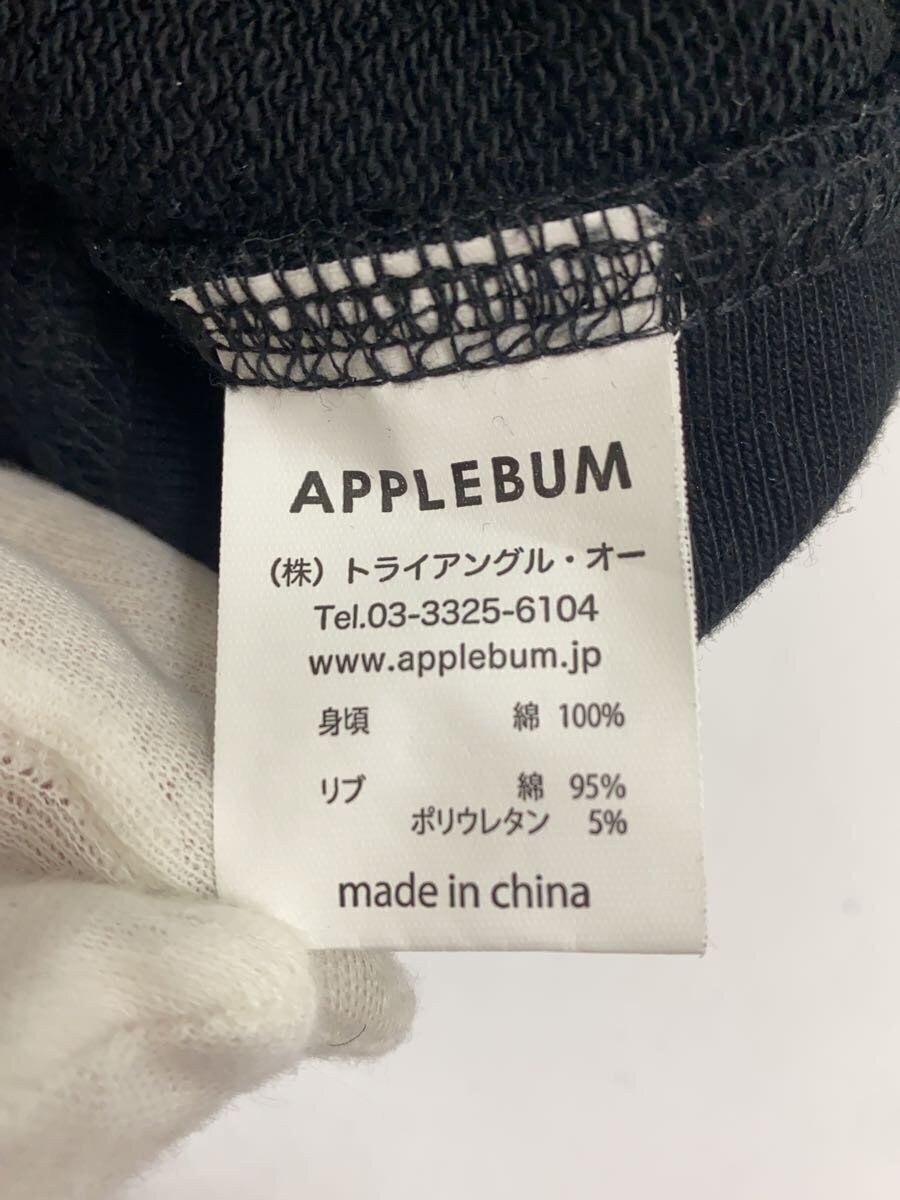 APPLEBUM
（株）トライアングル・オー
Tel.03-3325-6104
www.applebum.jp
身頃 綿 100%
リブ 綿 95%
ポリウレタン 5%
made in china